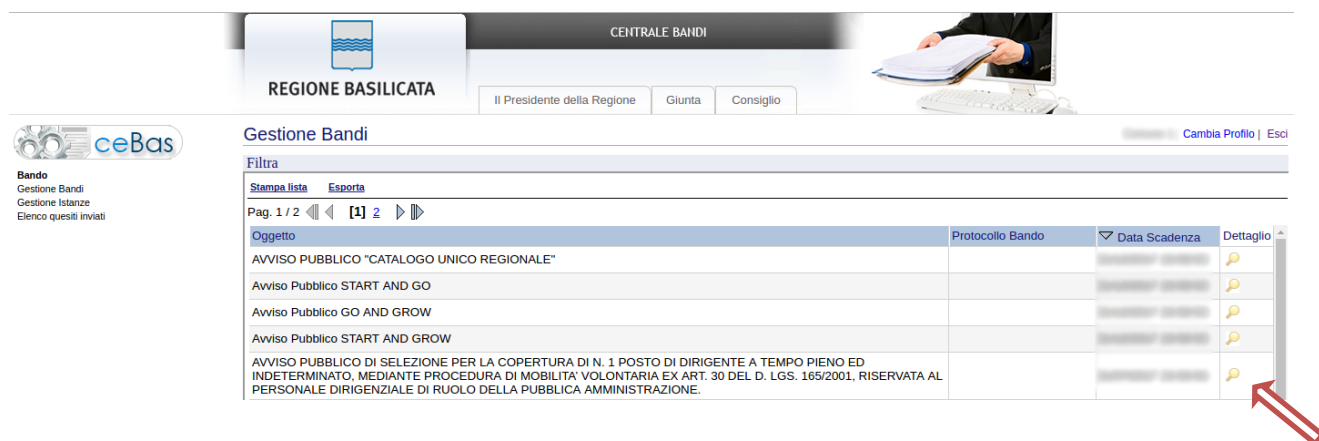 CENTRALE BANDI
REGIONE BASILICATA
Il Presidente della Regione Giunta Consiglio
ceBas
Gestione Bandi
Cambia Profilo | Esci
Filtra
Bando
Gestione Bandi
Gestione Istanze
Elenco quesiti inviati
Stampa lista Esporta
Pag. 1 / 2 [1] 2
Oggetto Protocollo Bando Data Scadenza Dettaglio
AVVISO PUBBLICO "CATALOGO UNICO REGIONALE"
Avviso Pubblico START AND GO
Avviso Pubblico GO AND GROW
Avviso Pubblico START AND GROW
AVVISO PUBBLICO DI SELEZIONE PER LA COPERTURA DI N. 1 POSTO DI DIRIGENTE A TEMPO PIENO ED
INDETERMINATO, MEDIANTE PROCEDURA DI MOBILITA' VOLONTARIA EX ART. 30 DEL D. LGS. 165/2001, RISERVATA AL
PERSONALE DIRIGENZIALE DI RUOLO DELLA PUBBLICA AMMINISTRAZIONE.